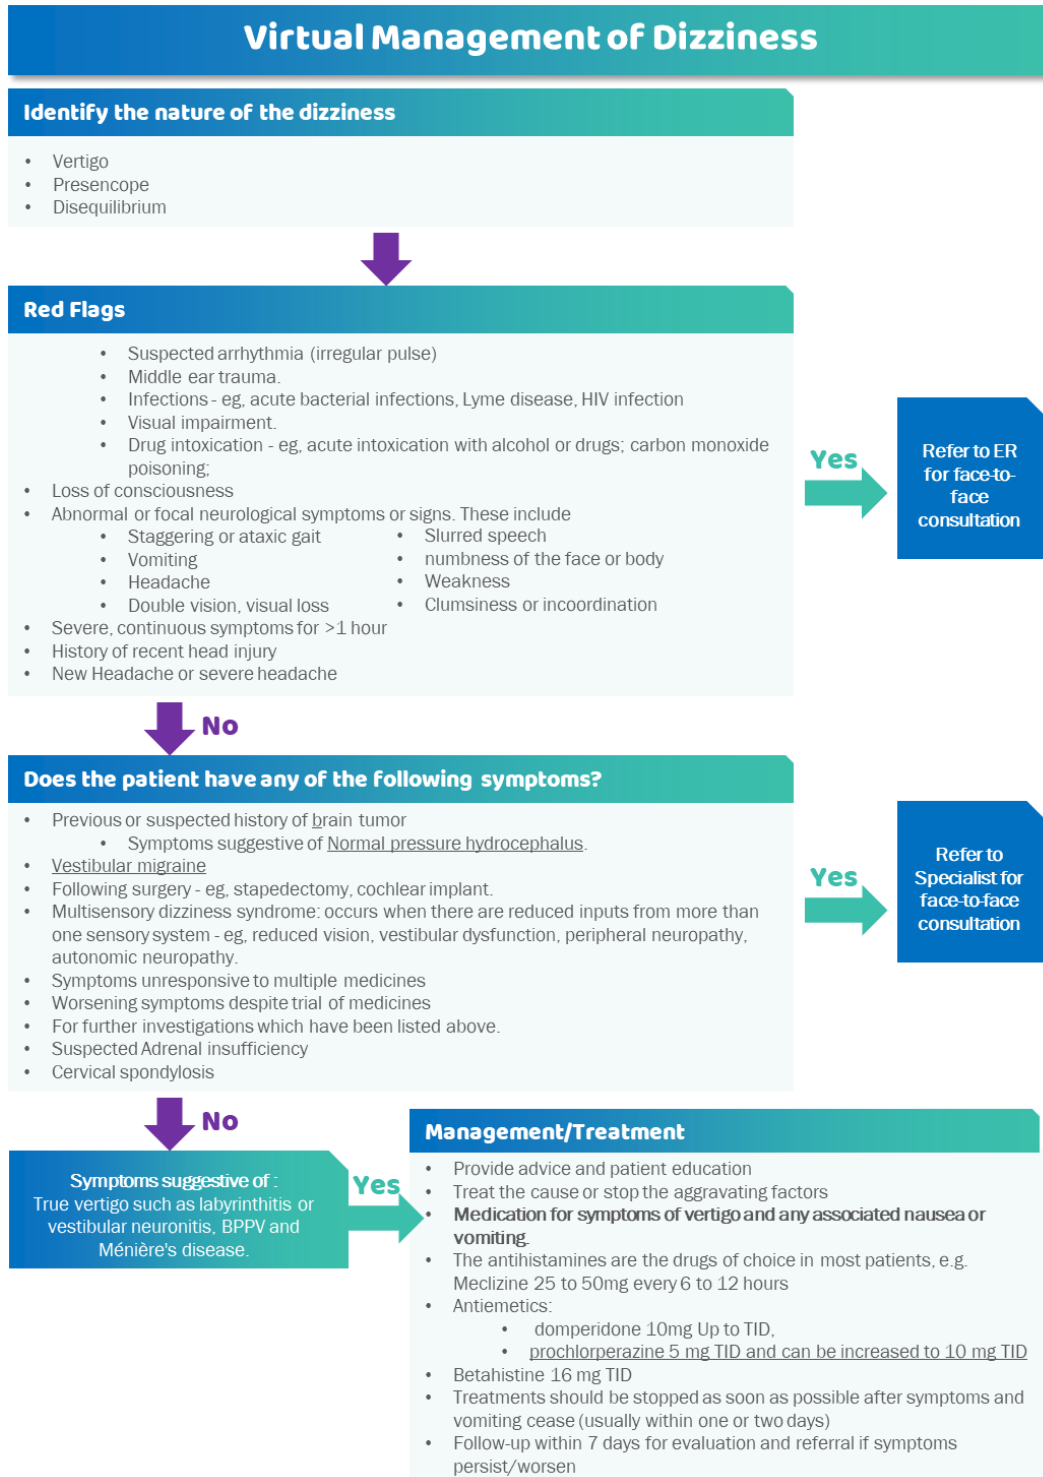 Virtual Management of Dizziness
Identify the nature of the dizziness
• Vertigo
• Presencope
• Disequilibrium
Red Flags
• Suspected arrhythmia (irregular pulse)
• Middle ear trauma.
• Infections - eg, acute bacterial infections, Lyme disease, HIV infection
• Visual impairment.
• Drug intoxication - eg, acute intoxication with alcohol or drugs; carbon monoxide
poisoning;
• Loss of consciousness
• Abnormal or focal neurological symptoms or signs. These include
• Staggering or ataxic gait
• Vomiting
• Headache
• Double vision, visual loss
• Slurred speech
• numbness of the face or body
• Weakness
• Clumsiness or incoordination
• Severe, continuous symptoms for >1 hour
• History of recent head injury
• New Headache or severe headache
Yes
Refer to ER
for face-to-
face
consultation
No
Does the patient have any of the following symptoms?
• Previous or suspected history of brain tumor
• Symptoms suggestive of Normal pressure hydrocephalus.
• Vestibular migraine
• Following surgery - eg, stapedectomy, cochlear implant.
• Multisensory dizziness syndrome: occurs when there are reduced inputs from more than
one sensory system - eg, reduced vision, vestibular dysfunction, peripheral neuropathy,
autonomic neuropathy.
• Symptoms unresponsive to multiple medicines
• Worsening symptoms despite trial of medicines
• For further investigations which have been listed above.
• Suspected Adrenal insufficiency
• Cervical spondylosis
Yes
Refer to
Specialist for
face-to-face
consultation
No
Symptoms suggestive of :
True vertigo such as labyrinthitis or
vestibular neuronitis, BPPV and
Ménière's disease.
Yes
Management/Treatment
• Provide advice and patient education
• Treat the cause or stop the aggravating factors
• Medication for symptoms of vertigo and any associated nausea or
vomiting.
• The antihistamines are the drugs of choice in most patients, e.g.
Meclizine 25 to 50mg every 6 to 12 hours
• Antiemetics:
• domperidone 10mg Up to TID,
• prochlorperazine 5 mg TID and can be increased to 10 mg TID
• Betahistine 16 mg TID
• Treatments should be stopped as soon as possible after symptoms and
vomiting cease (usually within one or two days)
• Follow-up within 7 days for evaluation and referral if symptoms
persist/worsen